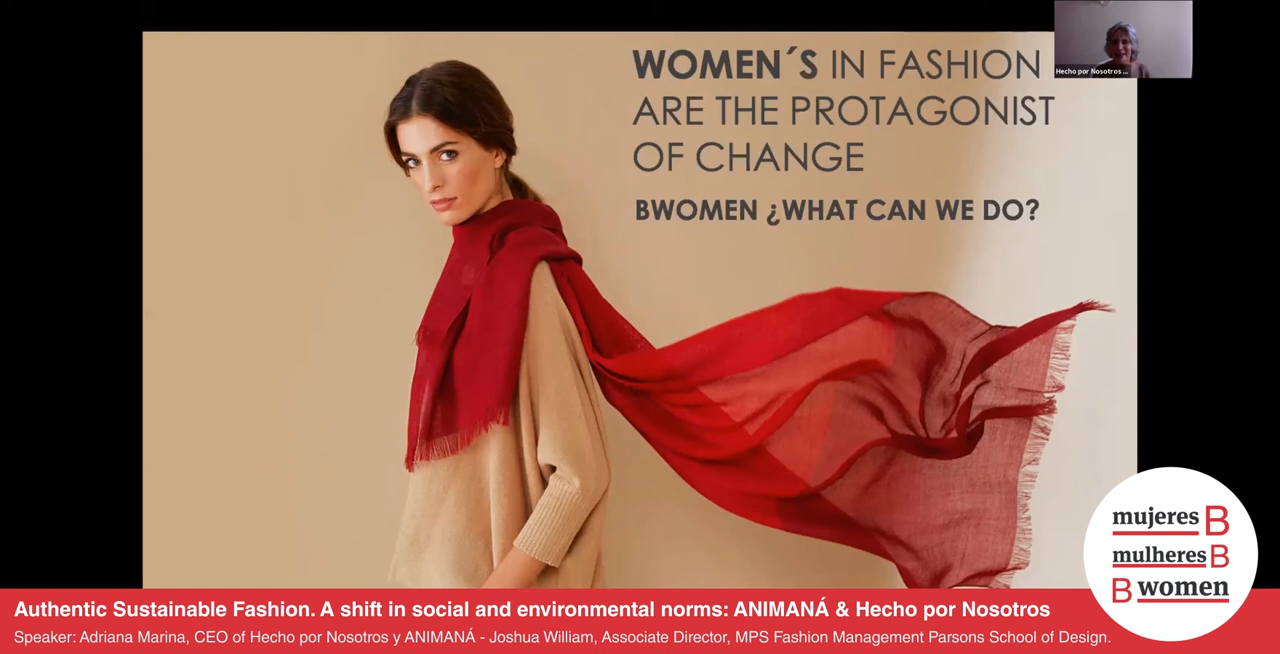 WOMEN´S IN FASHION
ARE THE PROTAGONIST
OF CHANGE
BWOMEN ¿WHAT CAN WE DO?
Hecho por Nosotros ...
mujeres B
mulheres B
B women
Authentic Sustainable Fashion. A shift in social and environmental norms: ANIMANÁ & Hecho por Nosotros
Speaker: Adriana Marina, CEO of Hecho por Nosotros y ANIMANÁ - Joshua William, Associate Director, MPS Fashion Management Parsons School of Design.